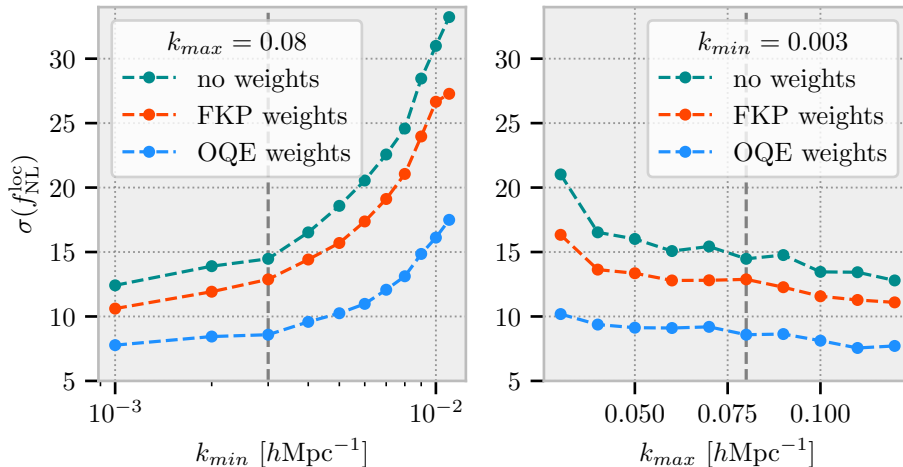 σ(f_NL^loc)
30
25
20
15
10
5
k_max = 0.08
no weights
FKP weights
OQE weights
10⁻³
10⁻²
k_min [hMpc⁻¹]
30
25
20
15
10
5
k_min = 0.003
no weights
FKP weights
OQE weights
0.050
0.075
0.100
k_max [hMpc⁻¹]